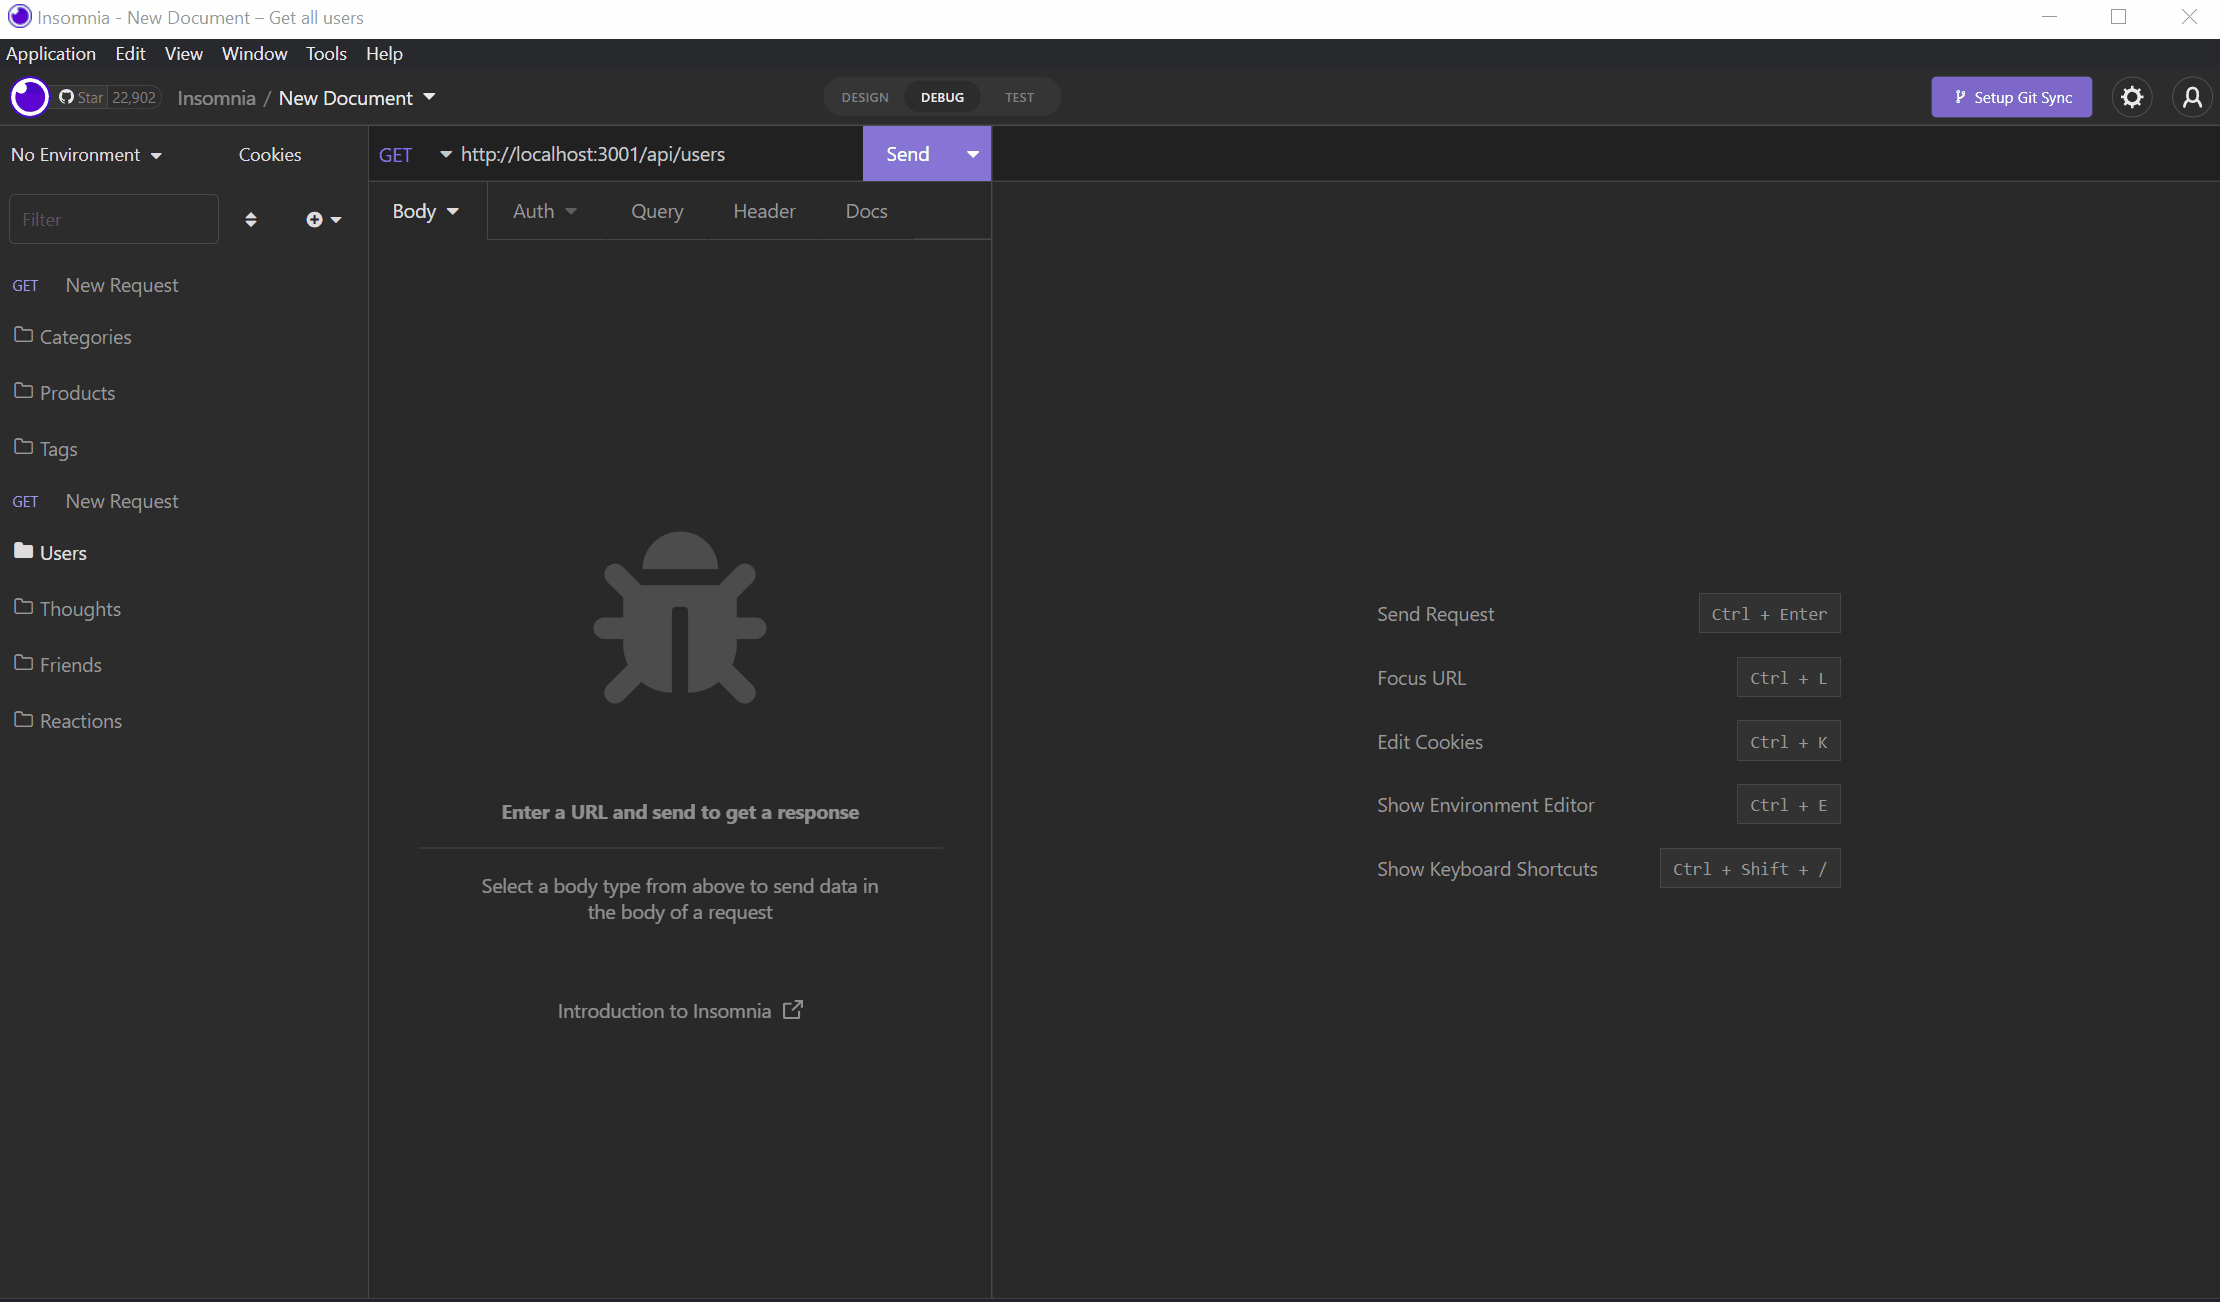 Insomnia - New Document – Get all users
Application Edit View Window Tools Help
Star 22,902 Insomnia / New Document DESIGN DEBUG TEST Setup Git Sync
No Environment Cookies
GET http://localhost:3001/api/users Send
Filter
Body Auth Query Header Docs
GET New Request
Categories
Products
Tags
GET New Request
Users
Thoughts
Friends
Reactions
Enter a URL and send to get a response
Select a body type from above to send data in
the body of a request
Introduction to Insomnia
Send Request Ctrl + Enter
Focus URL Ctrl + L
Edit Cookies Ctrl + K
Show Environment Editor Ctrl + E
Show Keyboard Shortcuts Ctrl + Shift + /